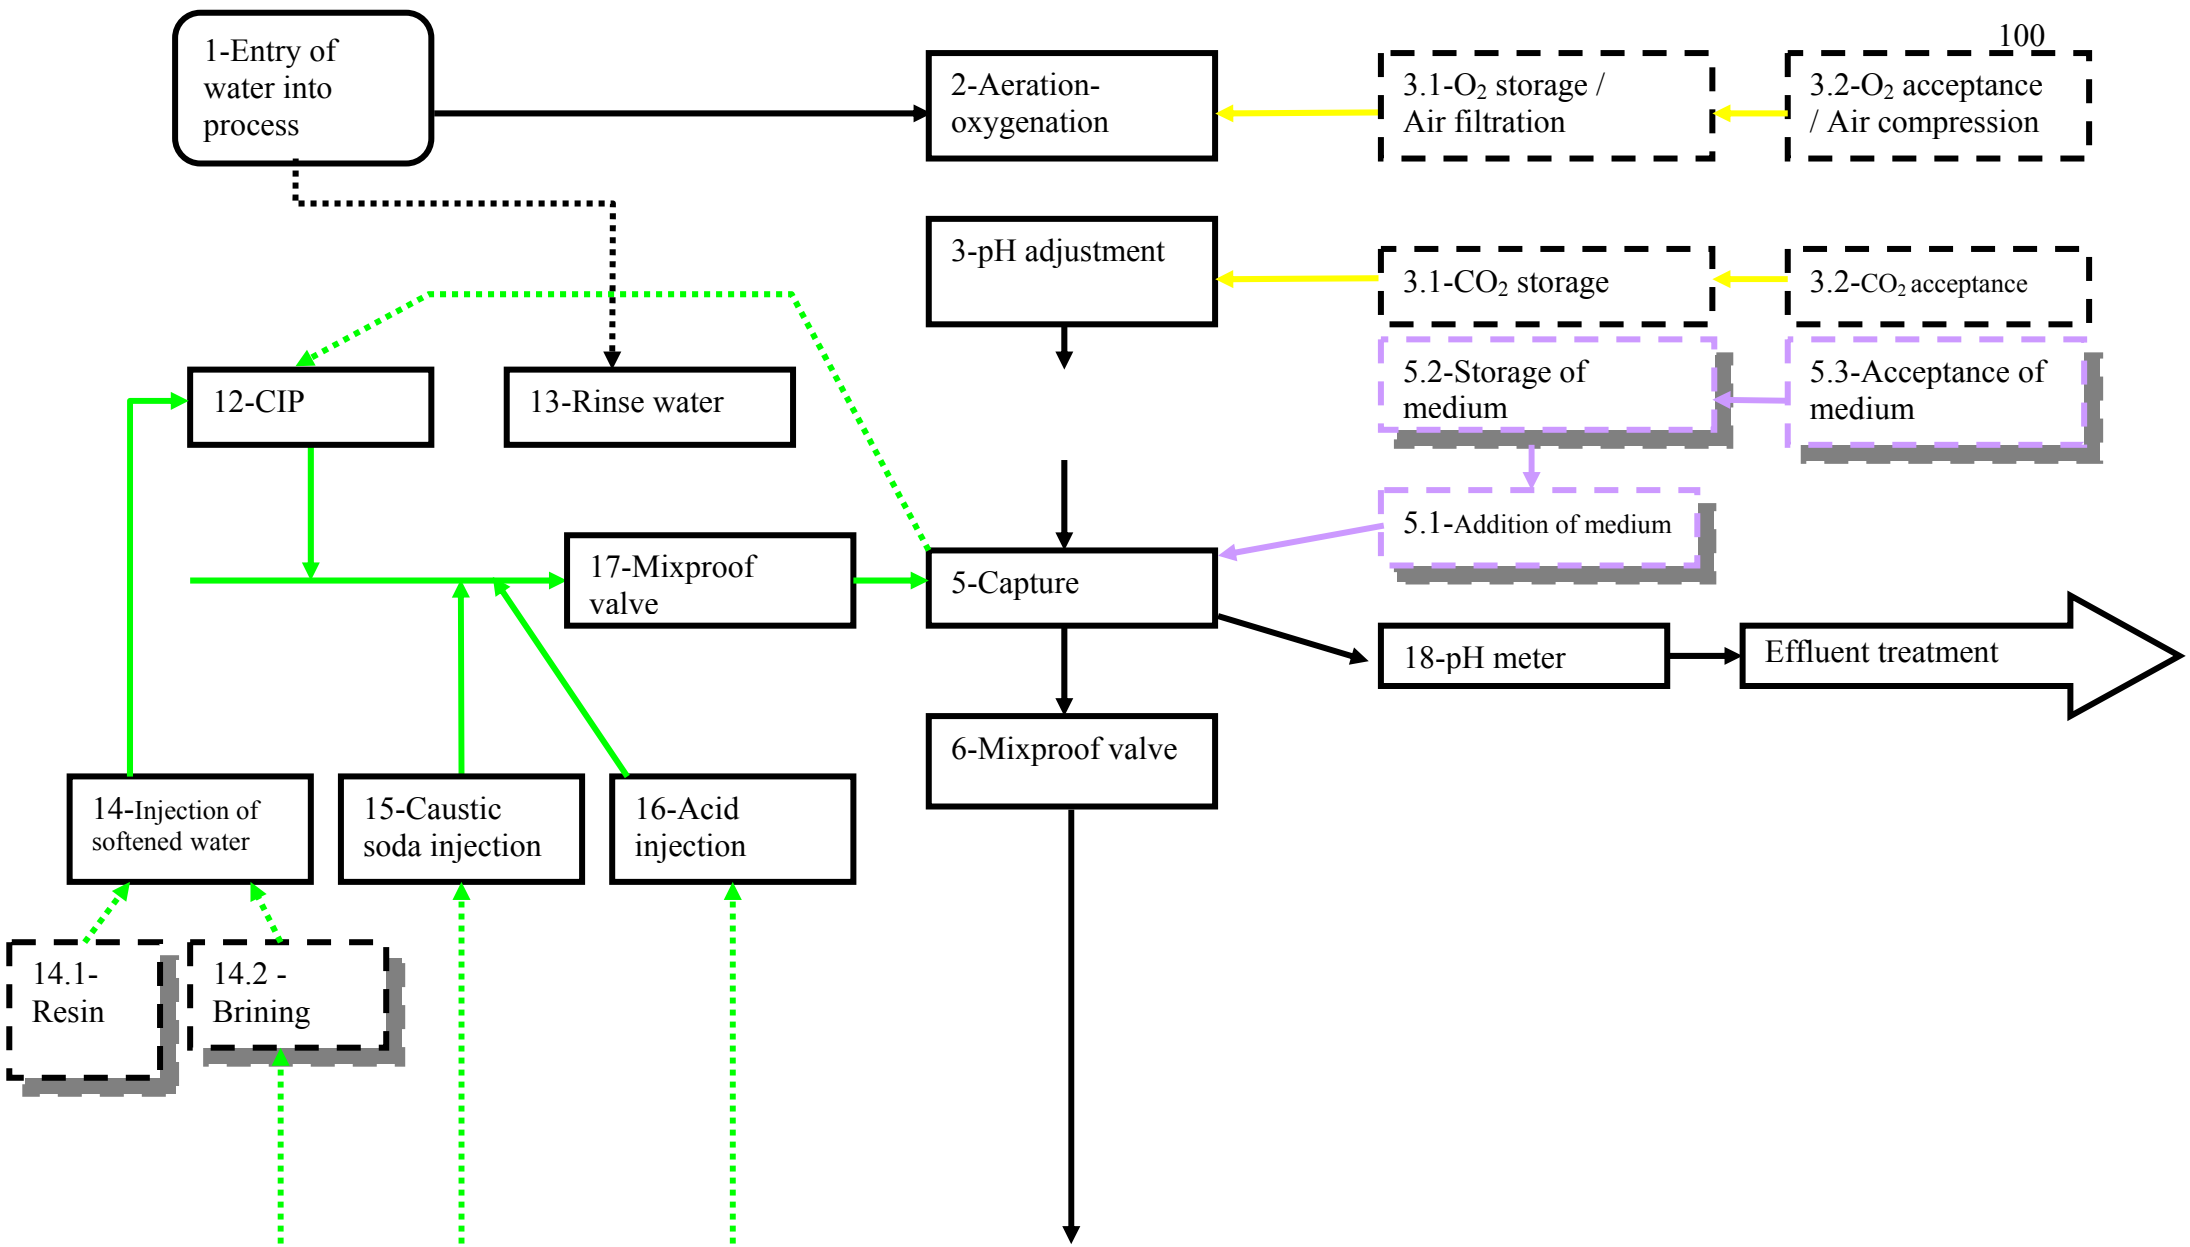 100
1-Entry of
water into
process
2-Aeration-
oxygenation
3.1-O₂ storage /
Air filtration
3.2-O₂ acceptance
/ Air compression
3-pH adjustment
3.1-CO₂ storage
3.2-CO₂ acceptance
12-CIP
13-Rinse water
5.2-Storage of
medium
5.3-Acceptance of
medium
5.1-Addition of medium
17-Mixproof
valve
5-Capture
18-pH meter
Effluent treatment
6-Mixproof valve
14-Injection of
softened water
15-Caustic
soda injection
16-Acid
injection
14.1-
Resin
14.2 -
Brining